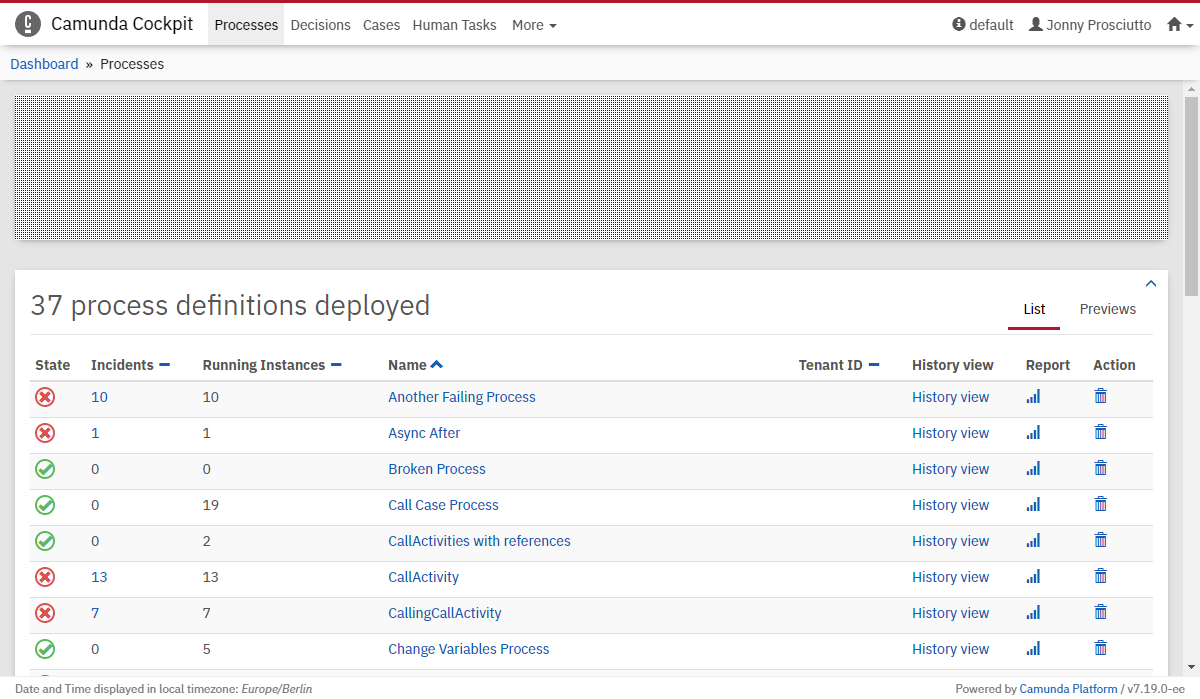 Camunda Cockpit Processes Decisions Cases Human Tasks More default Jonny Prosciutto
Dashboard » Processes
37 process definitions deployed
List Previews
State Incidents Running Instances Name Tenant ID History view Report Action
10 10 Another Failing Process History view
1 1 Async After History view
0 0 Broken Process History view
0 19 Call Case Process History view
0 2 CallActivities with references History view
13 13 CallActivity History view
7 7 CallingCallActivity History view
0 5 Change Variables Process History view
Date and Time displayed in local timezone: Europe/Berlin Powered by Camunda Platform / v7.19.0-ee